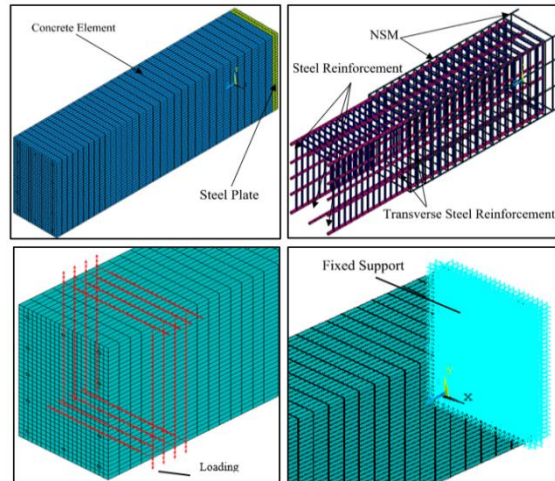 Concrete Element
Steel Plate
NSM
Steel Reinforcement
Transverse Steel Reinforcement
Loading
Fixed Support
Y
X